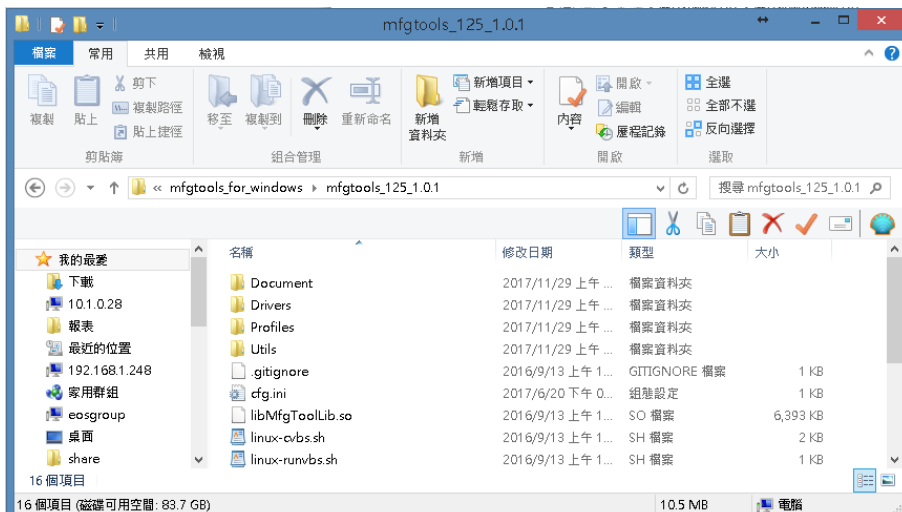 mfgtools_125_1.0.1
檔案 常用 共用 檢視
複製 貼上 剪下 複製路徑 貼上捷徑
移至 複製到 刪除 重新命名
新增資料夾 新增項目 輕鬆存取
內容 開啟 編輯 歷程記錄
全選 全部不選 反向選擇
剪貼簿 組合管理 新增 開啟 選取
« mfgtools_for_windows mfgtools_125_1.0.1 搜尋 mfgtools_125_1.0.1
名稱 修改日期 類型 大小
我的最愛
下載
10.1.0.28
報表
最近的位置
192.168.1.248
家用群組
eosgroup
桌面
share
Document 2017/11/29 上午 ... 檔案資料夾
Drivers 2017/11/29 上午 ... 檔案資料夾
Profiles 2017/11/29 上午 ... 檔案資料夾
Utils 2017/11/29 上午 ... 檔案資料夾
.gitignore 2016/9/13 上午 1... GITIGNORE 檔案 1 KB
cfg.ini 2017/6/20 下午 0... 組態設定 1 KB
libMfgToolLib.so 2016/9/13 上午 1... SO 檔案 6,393 KB
linux-cvbs.sh 2016/9/13 上午 1... SH 檔案 2 KB
linux-runvbs.sh 2016/9/13 上午 1... SH 檔案 1 KB
16 個項目
16 個項目 (磁碟可用空間: 83.7 GB) 10.5 MB 電腦